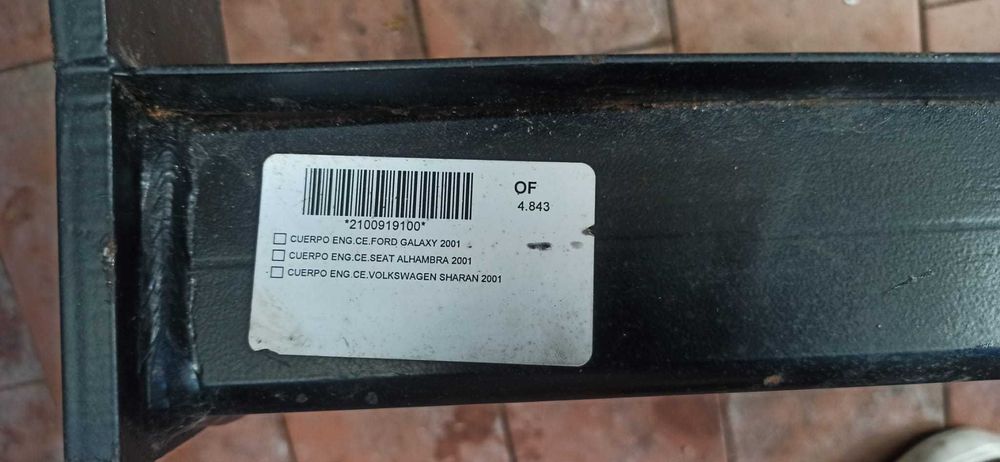 OF
4.843
*2100919100*
CUERPO ENG.CE.FORD GALAXY 2001
CUERPO ENG.CE.SEAT ALHAMBRA 2001
CUERPO ENG.CE.VOLKSWAGEN SHARAN 2001